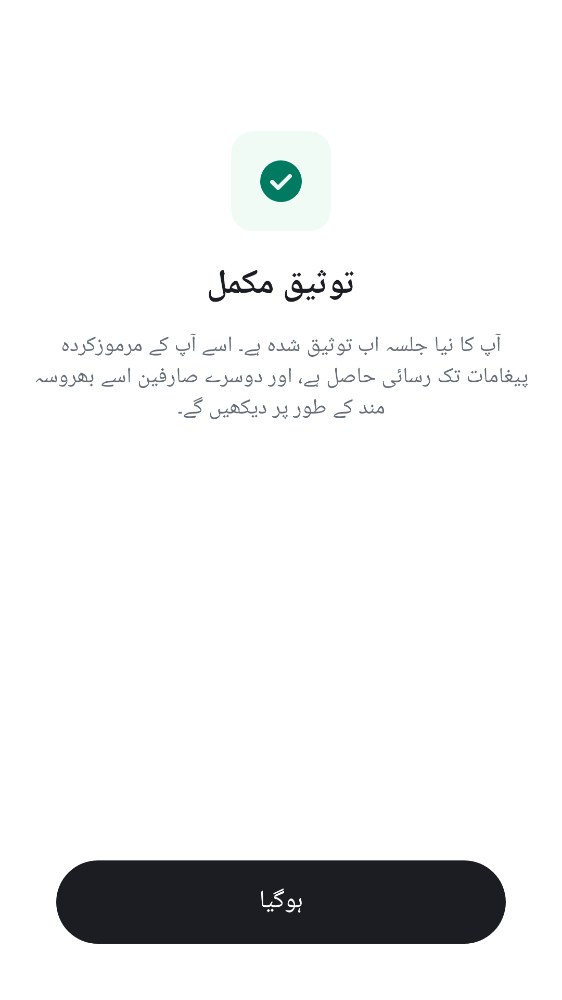 توثیق مکمل
آپ کا نیا جلسہ اب توثیق شدہ ہے۔ اسے آپ کے مرموزکردہ
پیغامات تک رسائی حاصل ہے، اور دوسرے صارفین اسے بھروسہ
مند کے طور پر دیکھیں گے۔
ہوگیا